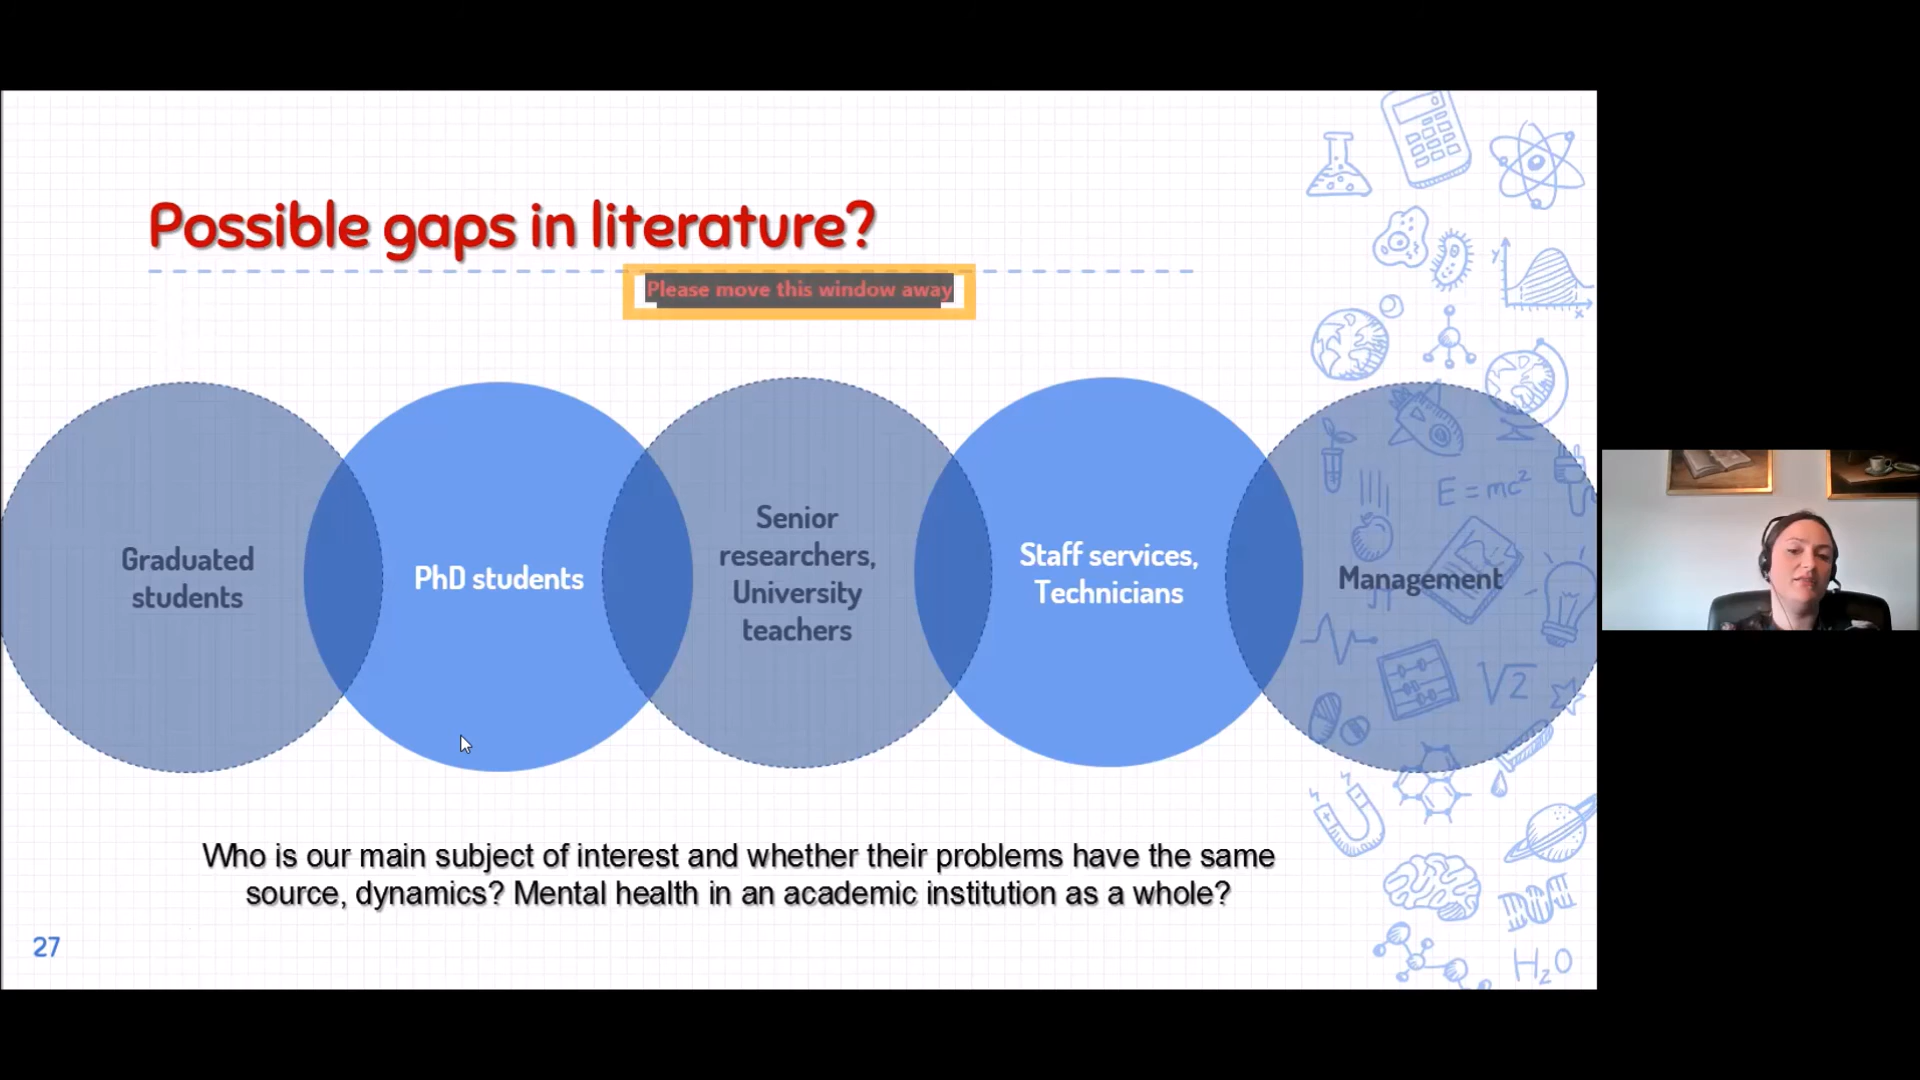 Possible gaps in literature?
Please move this window away
Graduated
students
PhD students
Senior
researchers,
University
teachers
Staff services,
Technicians
Management
Who is our main subject of interest and whether their problems have the same
source, dynamics? Mental health in an academic institution as a whole?
27
Y
X
E=mc²
√2
H₂O